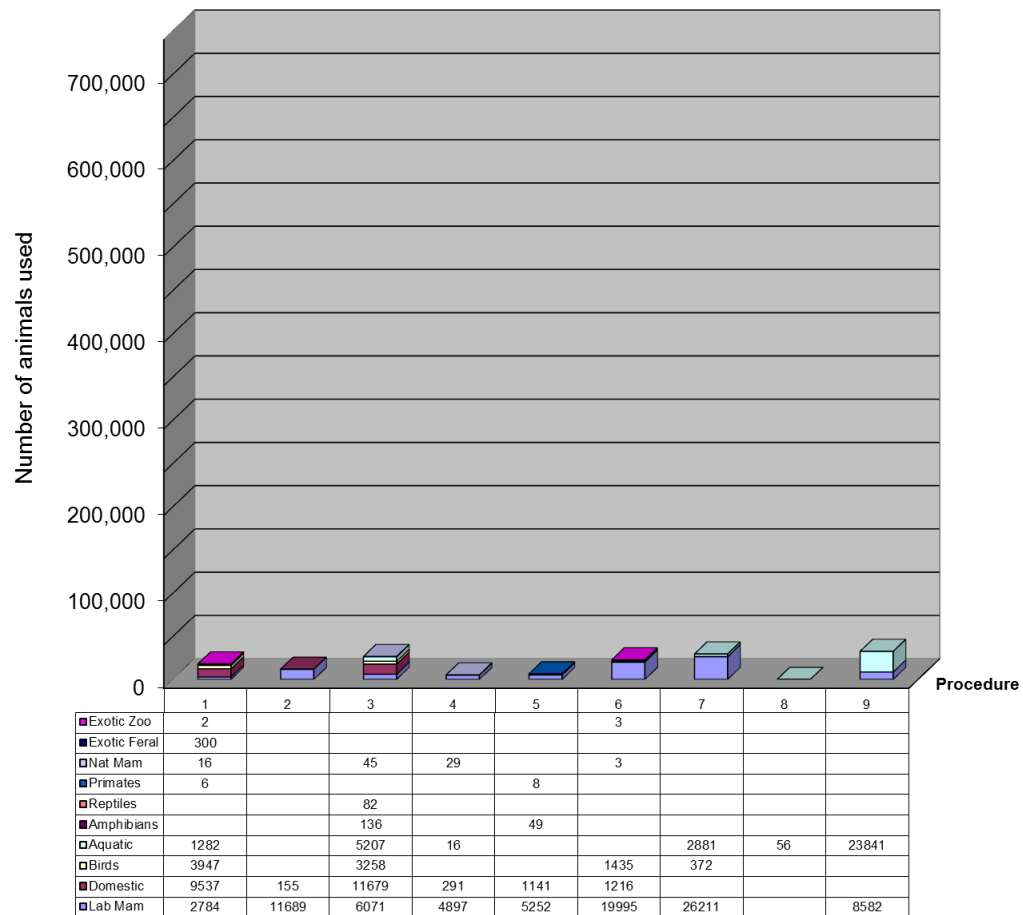 Number of animals used
700,000
600,000
500,000
400,000
300,000
200,000
100,000
0
Procedure
1 2 3 4 5 6 7 8 9
Exotic Zoo 2 3
Exotic Feral 300
Nat Mam 16 45 29 3
Primates 6 8
Reptiles 82
Amphibians 136 49
Aquatic 1282 5207 16 2881 56 23841
Birds 3947 3258 1435 372
Domestic 9537 155 11679 291 1141 1216
Lab Mam 2784 11689 6071 4897 5252 19995 26211 8582